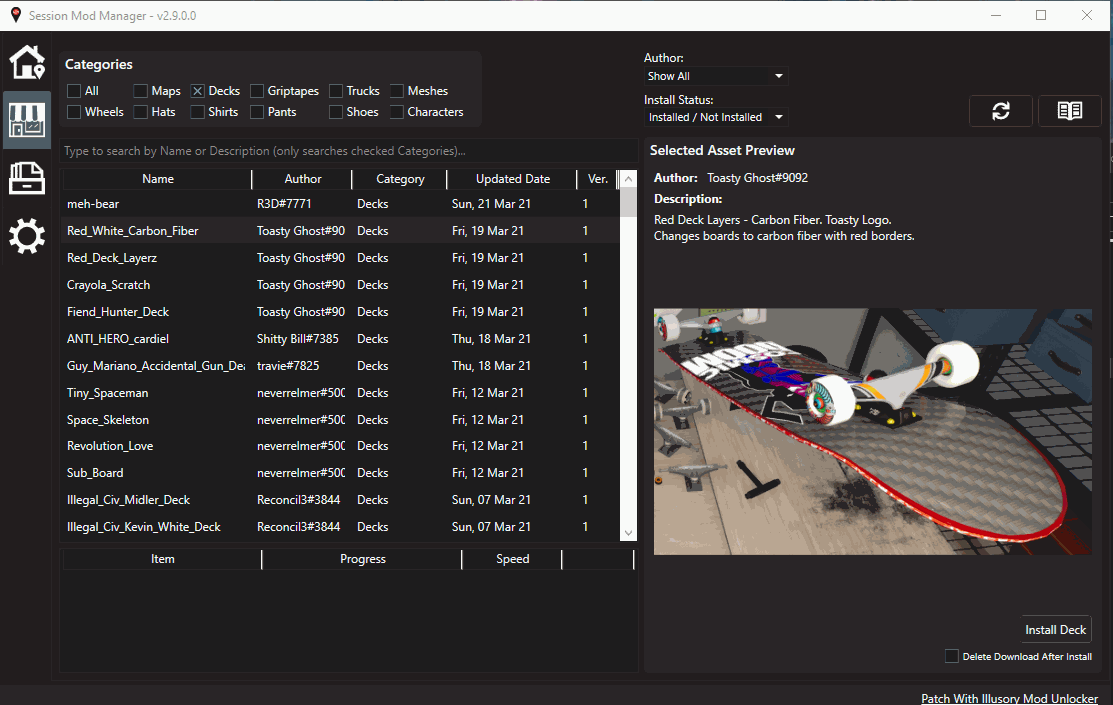 Session Mod Manager - v2.9.0.0
Categories
All Maps Decks Griptapes Trucks Meshes
Wheels Hats Shirts Pants Shoes Characters
Author:
Show All
Install Status:
Installed / Not Installed
Type to search by Name or Description (only searches checked Categories)...
Name Author Category Updated Date Ver.
meh-bear R3D#7771 Decks Sun, 21 Mar 21 1
Red_White_Carbon_Fiber Toasty Ghost#90 Decks Fri, 19 Mar 21 1
Red_Deck_Layerz Toasty Ghost#90 Decks Fri, 19 Mar 21 1
Crayola_Scratch Toasty Ghost#90 Decks Fri, 19 Mar 21 1
Fiend_Hunter_Deck Toasty Ghost#90 Decks Fri, 19 Mar 21 1
ANTI_HERO_cardiel Shitty Bill#7385 Decks Thu, 18 Mar 21 1
Guy_Mariano_Accidental_Gun_Dea travie#7825 Decks Thu, 18 Mar 21 1
Tiny_Spaceman neverrelmer#500 Decks Fri, 12 Mar 21 1
Space_Skeleton neverrelmer#500 Decks Fri, 12 Mar 21 1
Revolution_Love neverrelmer#500 Decks Fri, 12 Mar 21 1
Sub_Board neverrelmer#500 Decks Fri, 12 Mar 21 1
Illegal_Civ_Midler_Deck Reconcil3#3844 Decks Sun, 07 Mar 21 1
Illegal_Civ_Kevin_White_Deck Reconcil3#3844 Decks Sun, 07 Mar 21 1
Item Progress Speed
Selected Asset Preview
Author: Toasty Ghost#9092
Description:
Red Deck Layers - Carbon Fiber. Toasty Logo.
Changes boards to carbon fiber with red borders.
Install Deck
Delete Download After Install
Patch With Illusory Mod Unlocker